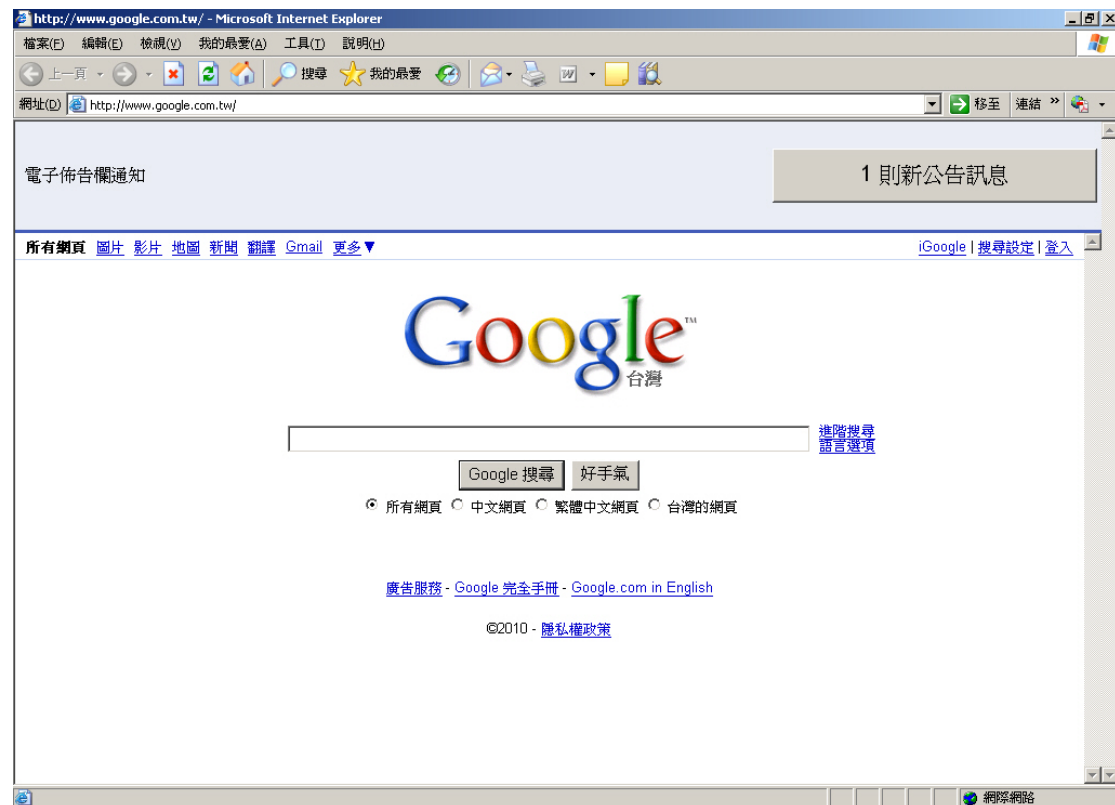 http://www.google.com.tw/ - Microsoft Internet Explorer
檔案(F) 編輯(E) 檢視(V) 我的最愛(A) 工具(T) 說明(H)
上一頁 搜尋 我的最愛
網址(D) http://www.google.com.tw/ 移至 連結 »
電子佈告欄通知 1 則新公告訊息
所有網頁 圖片 影片 地圖 新聞 翻譯 Gmail 更多▼ iGoogle | 搜尋設定 | 登入
Google™
台灣
進階搜尋
語言選項
Google 搜尋 好手氣
所有網頁 中文網頁 繁體中文網頁 台灣的網頁
廣告服務 - Google 完全手冊 - Google.com in English
©2010 - 隱私權政策
網際網路